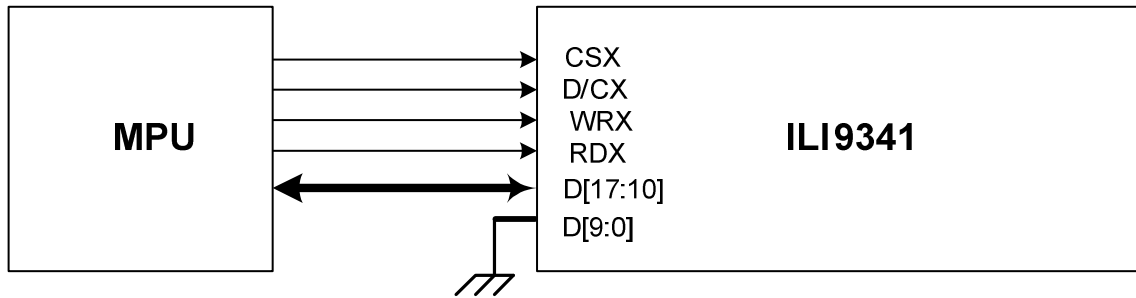 MPU
CSX
D/CX
WRX
RDX
D[17:10]
D[9:0]
ILI9341